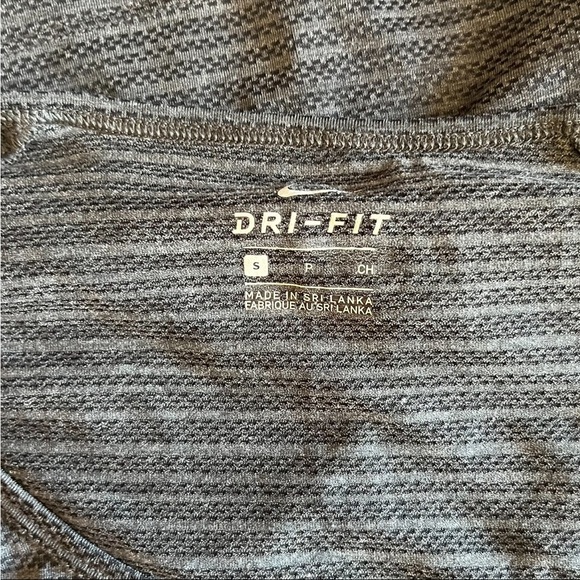 DRI-FIT
S P CH
MADE IN SRI LANKA
FABRIQUE AU SRI LANKA